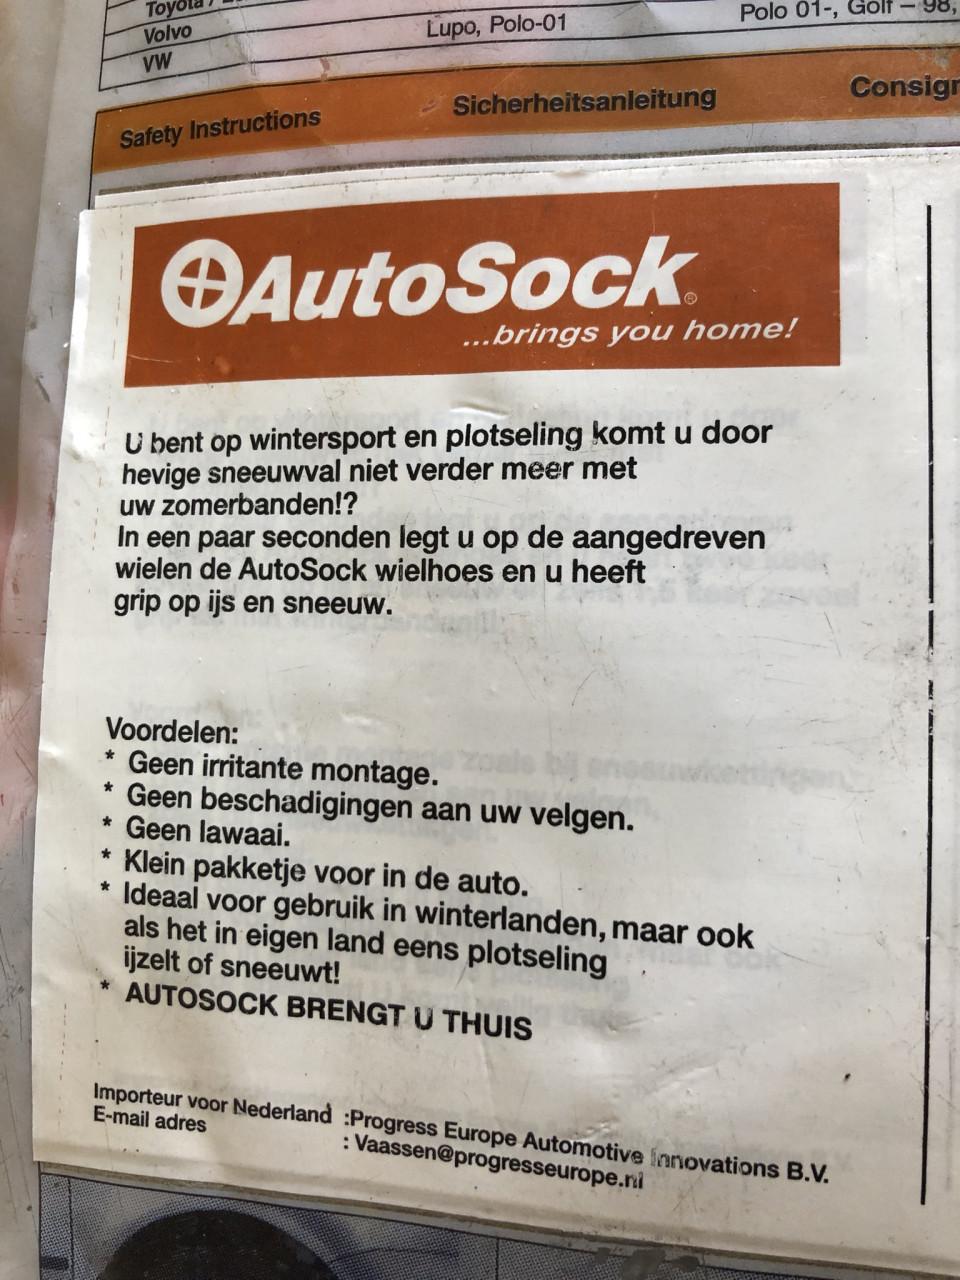 Toyota /
Volvo
VW
Lupo, Polo-01
Polo 01-, Golf – 98,
Safety Instructions
Sicherheitsanleitung
AutoSock®
...brings you home!
U bent op wintersport en plotseling komt u door
hevige sneeuwval niet verder meer met
uw zomerbanden!?
In een paar seconden legt u op de aangedreven
wielen de AutoSock wielhoes en u heeft
grip op ijs en sneeuw.
Voordelen:
* Geen irritante montage.
* Geen beschadigingen aan uw velgen.
* Geen lawaai.
* Klein pakketje voor in de auto.
* Ideaal voor gebruik in winterlanden, maar ook
als het in eigen land eens plotseling
ijzelt of sneeuwt!
* AUTOSOCK BRENGT U THUIS
Importeur voor Nederland :Progress Europe Automotive Innovations B.V.
E-mail adres : Vaassen@progresseurope.nl